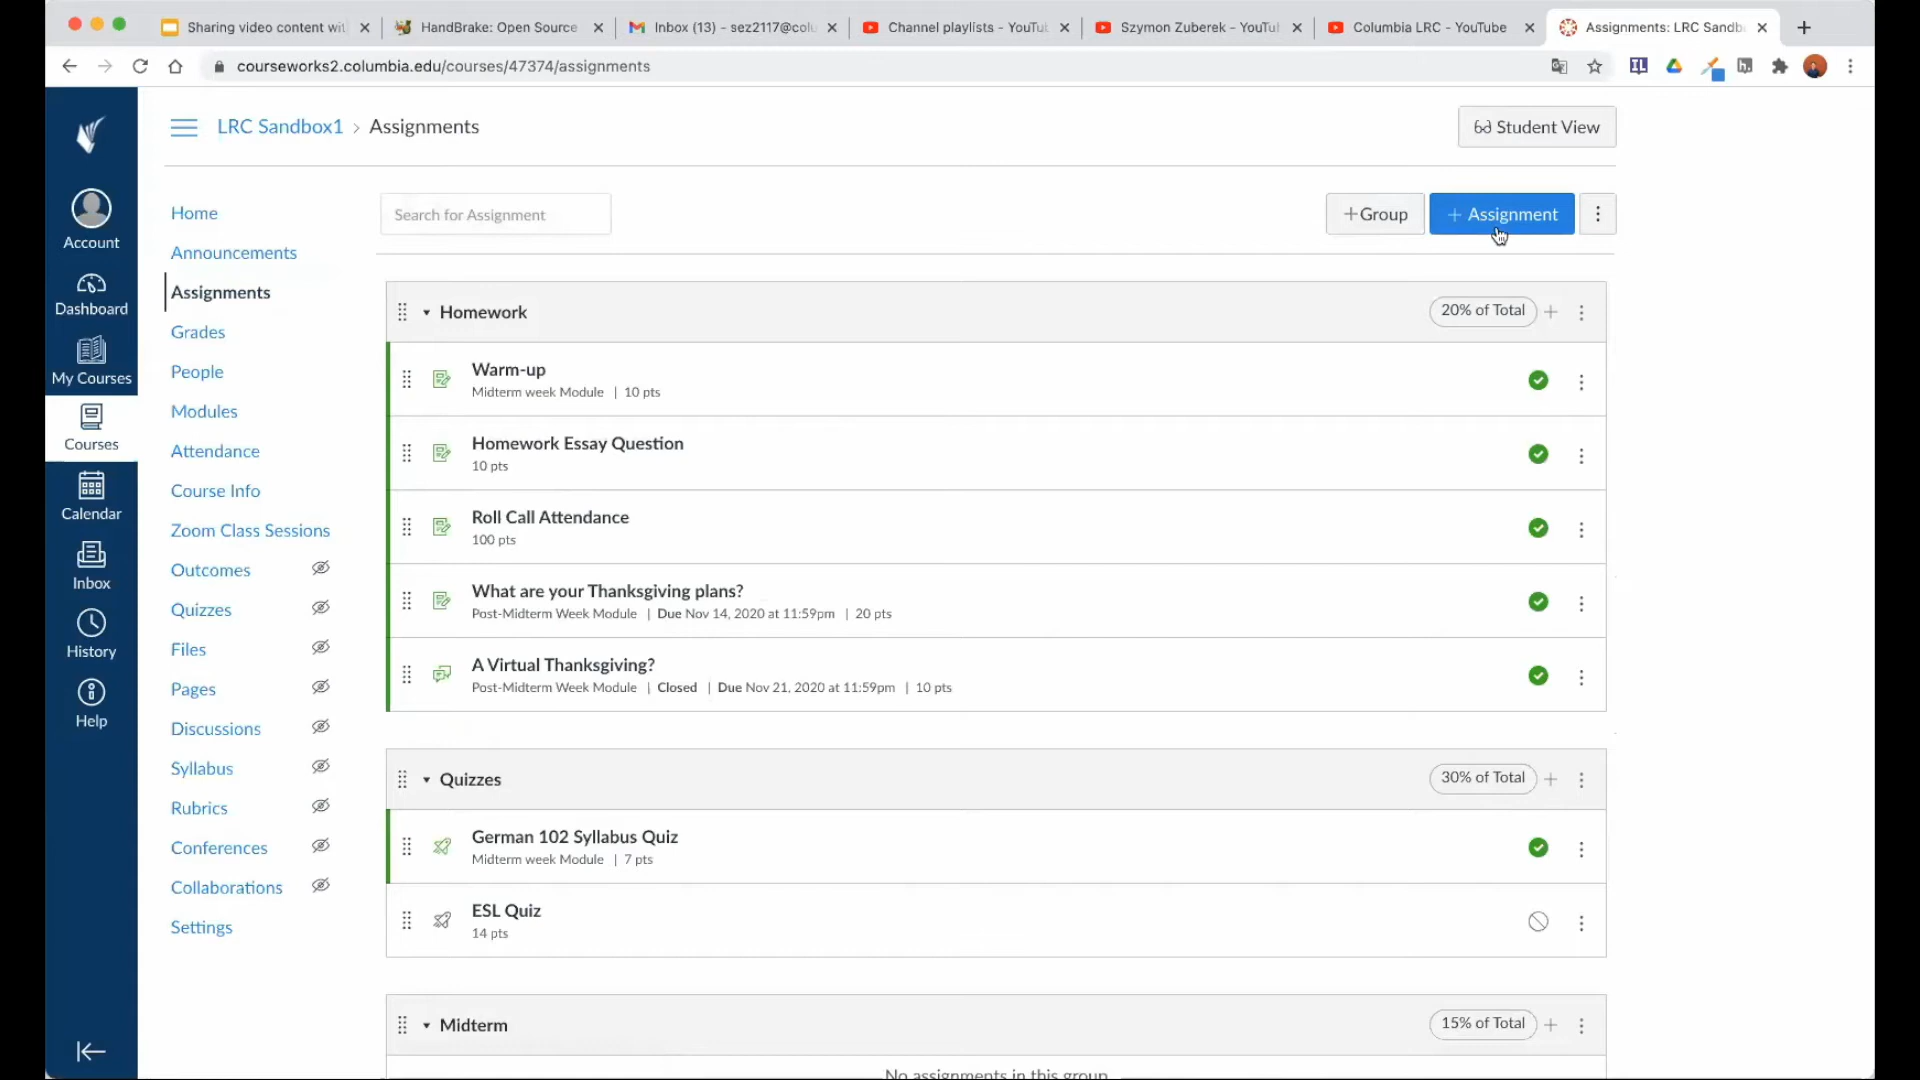 Sharing video content wit
HandBrake: Open Source
Inbox (13) - sez2117@colu
Channel playlists - YouTub
Szymon Zuberek - YouTub
Columbia LRC - YouTube
Assignments: LRC Sandb
courseworks2.columbia.edu/courses/47374/assignments
LRC Sandbox1 › Assignments
Student View
Account
Dashboard
My Courses
Courses
Calendar
Inbox
History
Help
Home
Announcements
Assignments
Grades
People
Modules
Attendance
Course Info
Zoom Class Sessions
Outcomes
Quizzes
Files
Pages
Discussions
Syllabus
Rubrics
Conferences
Collaborations
Settings
Search for Assignment
+Group
+ Assignment
Homework
20% of Total +
Warm-up
Midterm week Module | 10 pts
Homework Essay Question
10 pts
Roll Call Attendance
100 pts
What are your Thanksgiving plans?
Post-Midterm Week Module | Due Nov 14, 2020 at 11:59pm | 20 pts
A Virtual Thanksgiving?
Post-Midterm Week Module | Closed | Due Nov 21, 2020 at 11:59pm | 10 pts
Quizzes
30% of Total +
German 102 Syllabus Quiz
Midterm week Module | 7 pts
ESL Quiz
14 pts
Midterm
15% of Total +
No assignments in this group